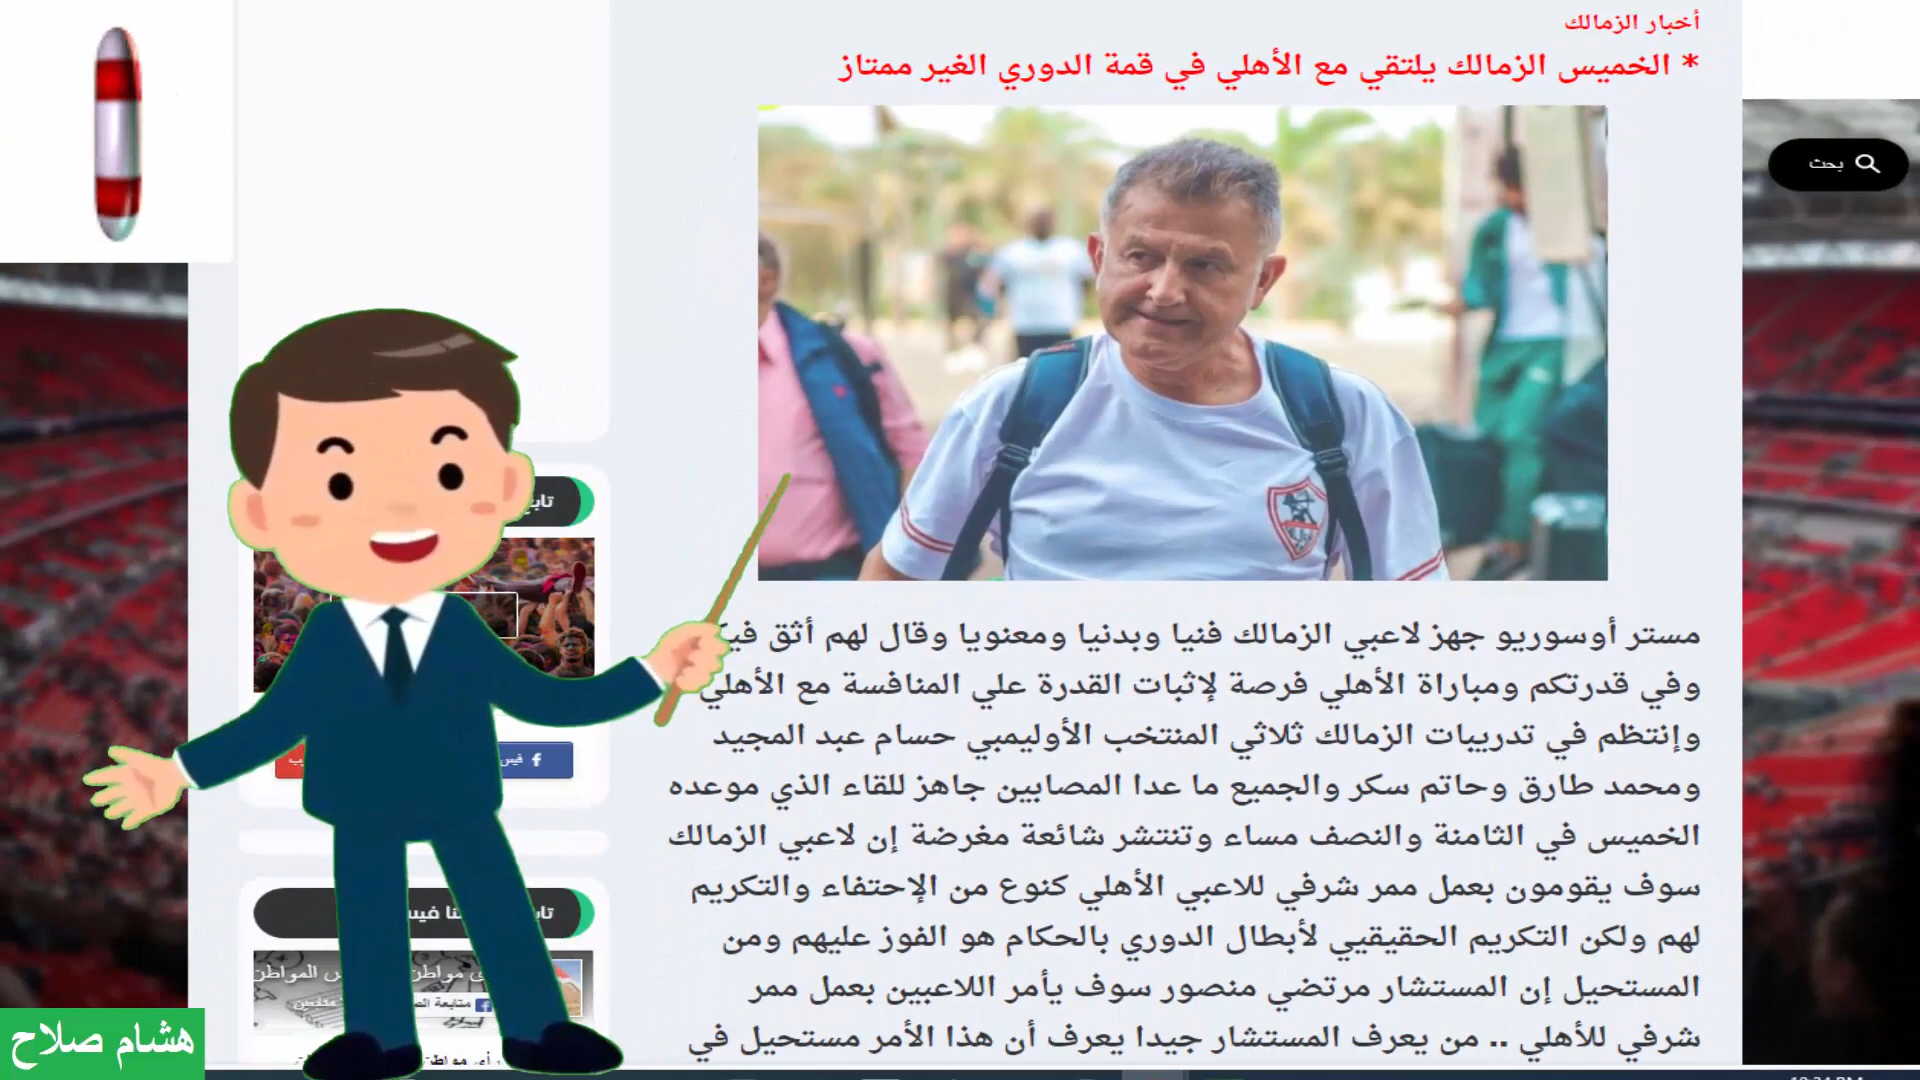 أخبار الزمالك
* الخميس الزمالك يلتقي مع الأهلي في قمة الدوري الغير ممتاز
بحث
مستر أوسوريو جهز لاعبي الزمالك فنيا وبدنيا ومعنويا وقال لهم أثق
وفي قدرتكم ومباراة الأهلي فرصة لإثبات القدرة علي المنافسة مع الأهلي
وإنتظم في تدريبات الزمالك ثلاثي المنتخب الأوليمبي حسام عبد المجيد
ومحمد طارق وحاتم سكر والجميع ما عدا المصابين جاهز للقاء الذي موعده
الخميس في الثامنة والنصف مساء وتنتشر شائعة مغرضة إن لاعبي الزمالك
سوف يقومون بعمل ممر شرفي للاعبي الأهلي كنوع من الإحتفاء والتكريم
لهم ولكن التكريم الحقيقيي لأبطال الدوري بالحكام هو الفوز عليهم ومن
المستحيل إن المستشار مرتضي منصور سوف يأمر اللاعبين بعمل ممر
شرفي للأهلي .. من يعرف المستشار جيدا يعرف أن هذا الأمر مستحيل في
هشام صلاح